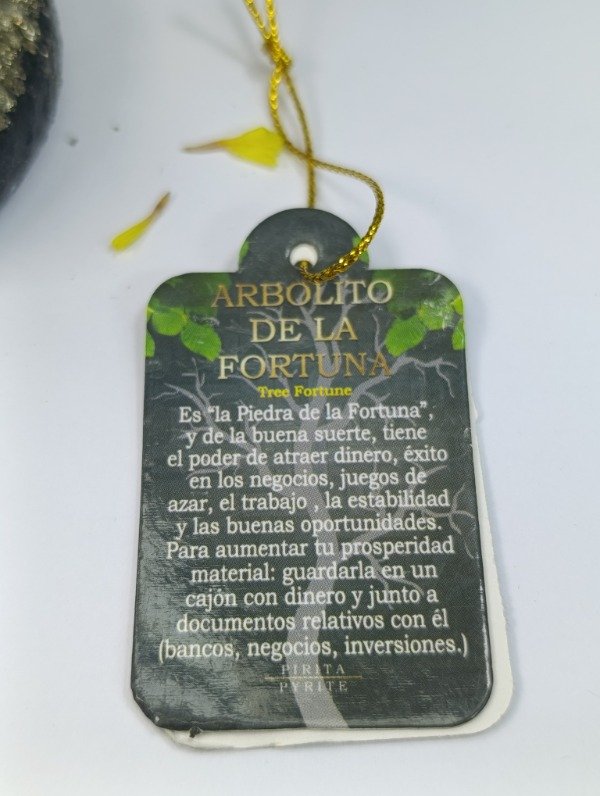 ARBOLITO
DE LA
FORTUNA
Tree Fortune
Es "la Piedra de la Fortuna",
y de la buena suerte, tiene
el poder de atraer dinero, éxito
en los negocios, juegos de
azar, el trabajo , la estabilidad
y las buenas oportunidades.
Para aumentar tu prosperidad
material: guardarla en un
cajón con dinero y junto a
documentos relativos con él
(bancos, negocios, inversiones.)
PIRITA
PYRITE